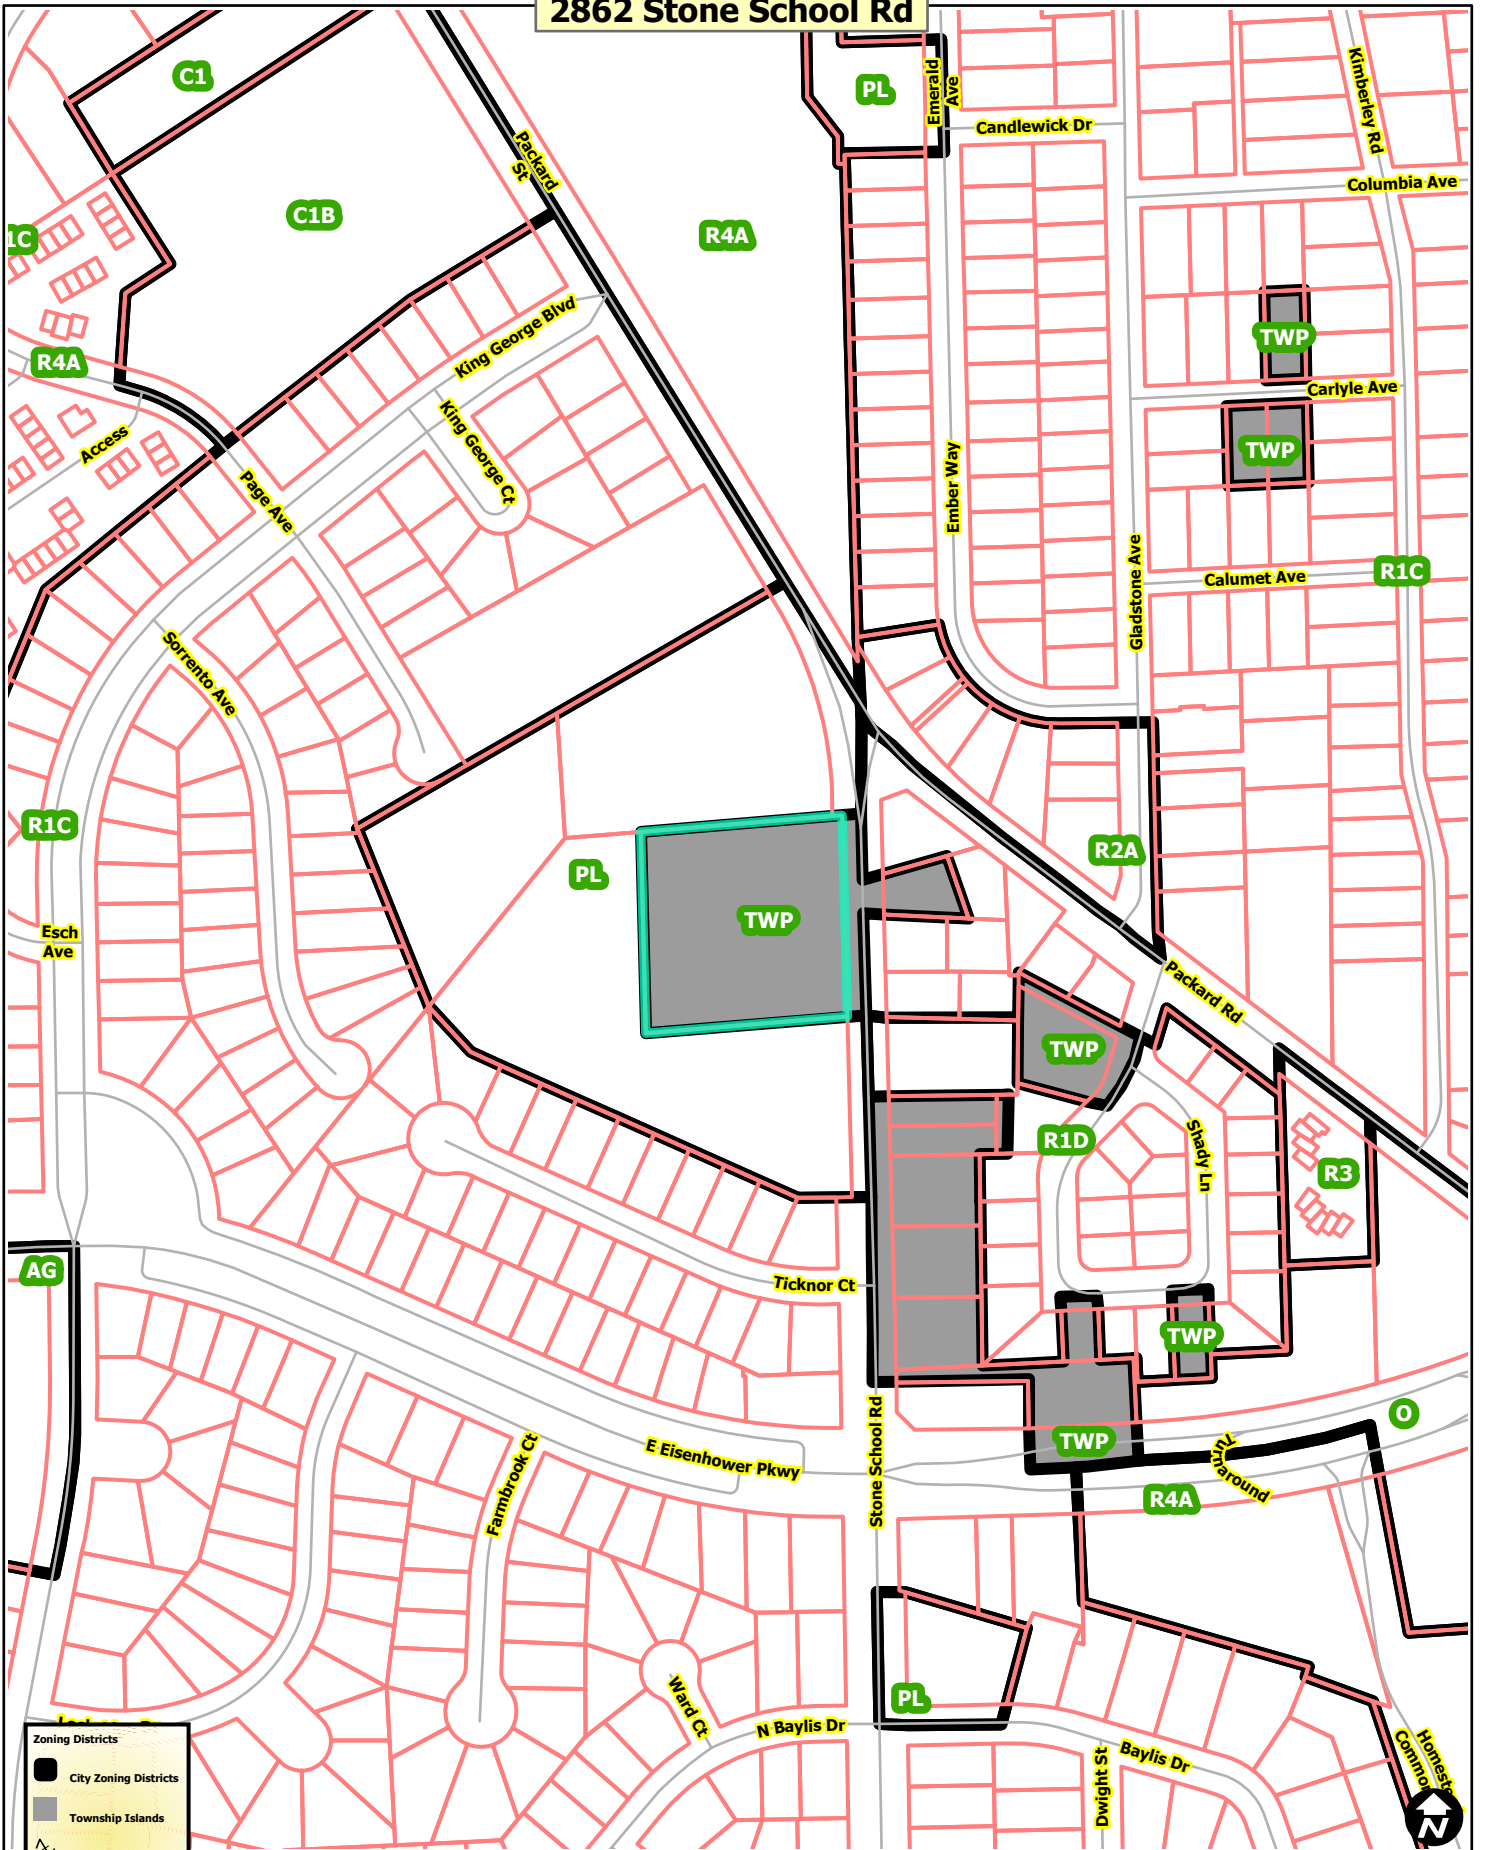 2862 Stone School Rd
C1
PL
Emerald
Ave
Candlewick Dr
Kimberley Rd
Packard
St
Columbia Ave
C1B
R4A
1C
King George Blvd
TWP
R4A
Carlyle Ave
Access
King George Ct
TWP
Page Ave
Ember Way
Gladstone Ave
Calumet Ave
R1C
Sorrento Ave
R1C
R2A
PL
TWP
Esch
Ave
Packard Rd
TWP
R1D
Shady Ln
R3
AG
Ticknor Ct
TWP
O
TWP
E Eisenhower Pkwy
Stone School Rd
Turnaround
R4A
Farmbrook Ct
Ward Ct
PL
N Baylis Dr
Baylis Dr
Dwight St
Homeste
Common
Zoning Districts
City Zoning Districts
Township Islands
N